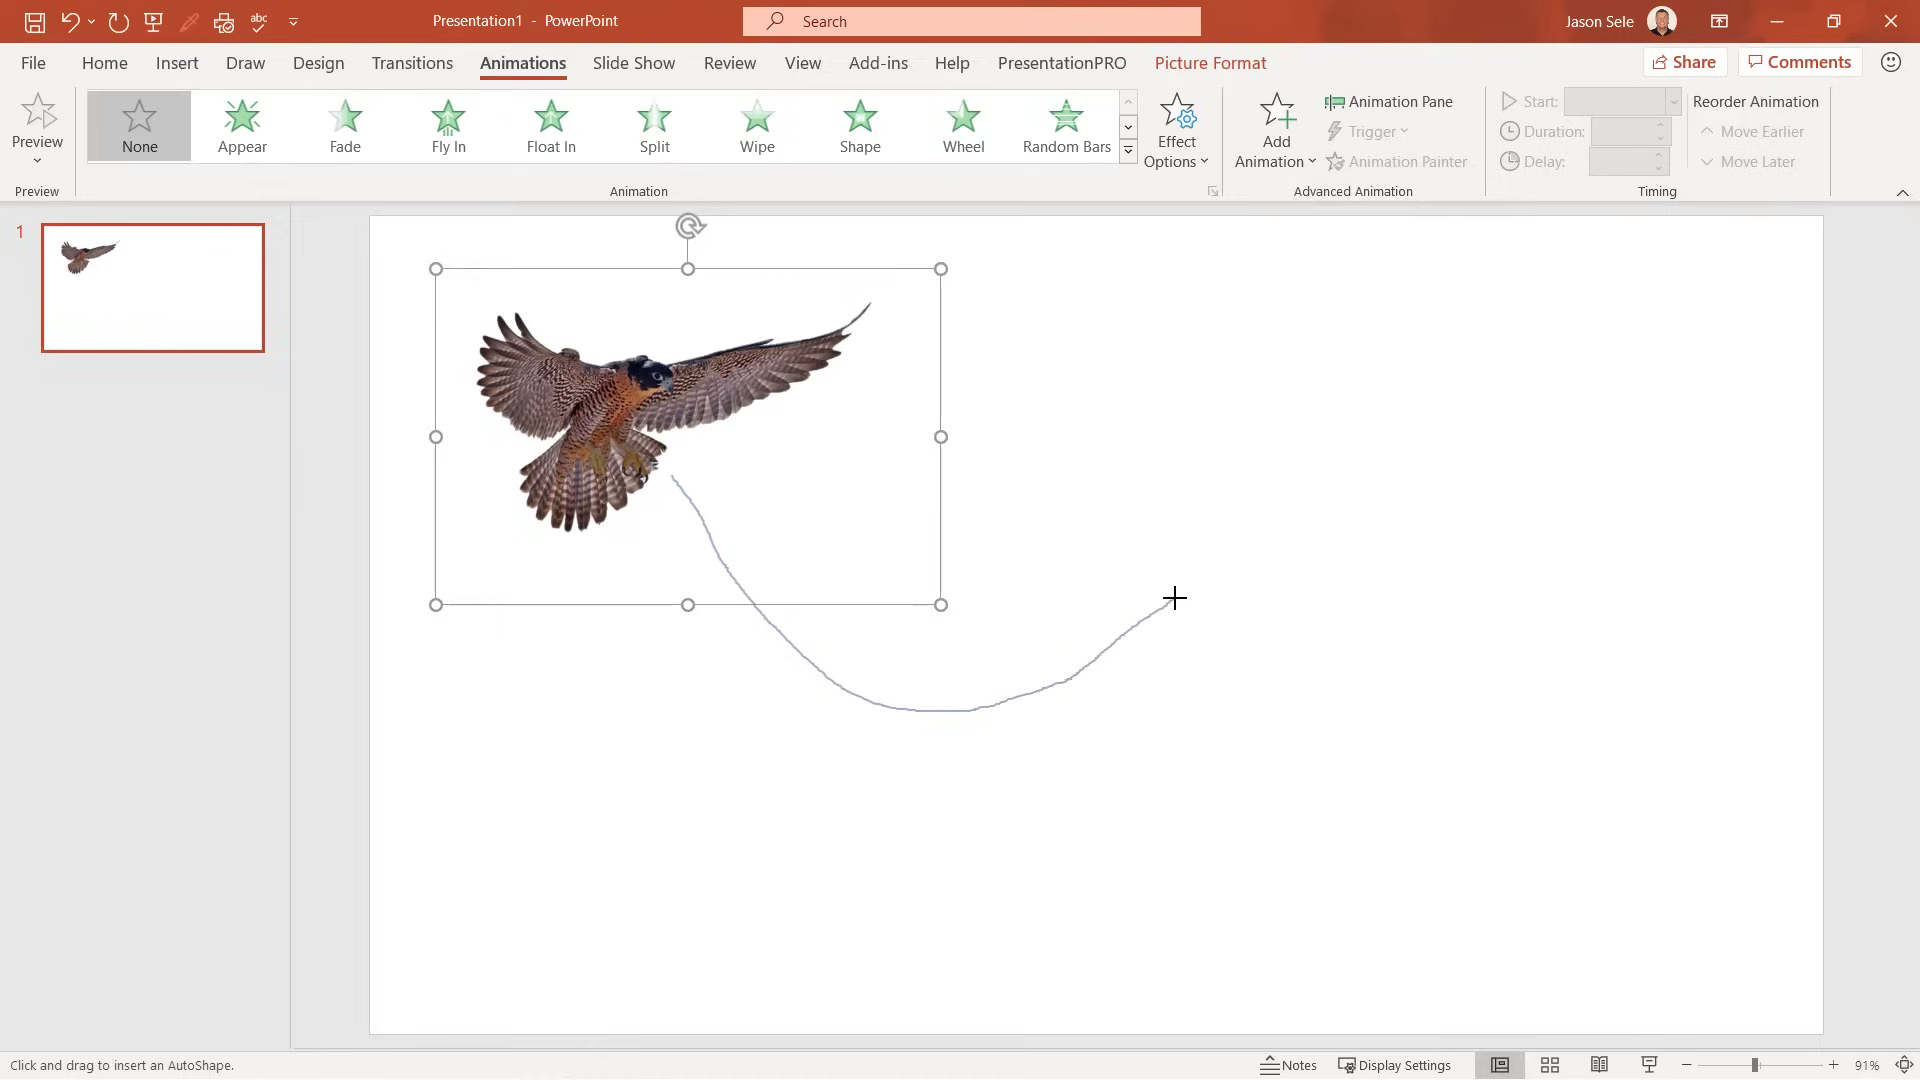 abc
Presentation1 - PowerPoint
Search
Jason Sele
File Home Insert Draw Design Transitions Animations Slide Show Review View Add-ins Help PresentationPRO Picture Format
Share
Comments
Preview
None
Appear
Fade
Fly In
Float In
Split
Wipe
Shape
Wheel
Random Bars
Effect
Options
Add
Animation
Animation Pane
Trigger
Animation Painter
Start:
Duration:
Delay:
Reorder Animation
Move Earlier
Move Later
Preview
Animation
Advanced Animation
Timing
1
Click and drag to insert an AutoShape.
Notes
Display Settings
91%